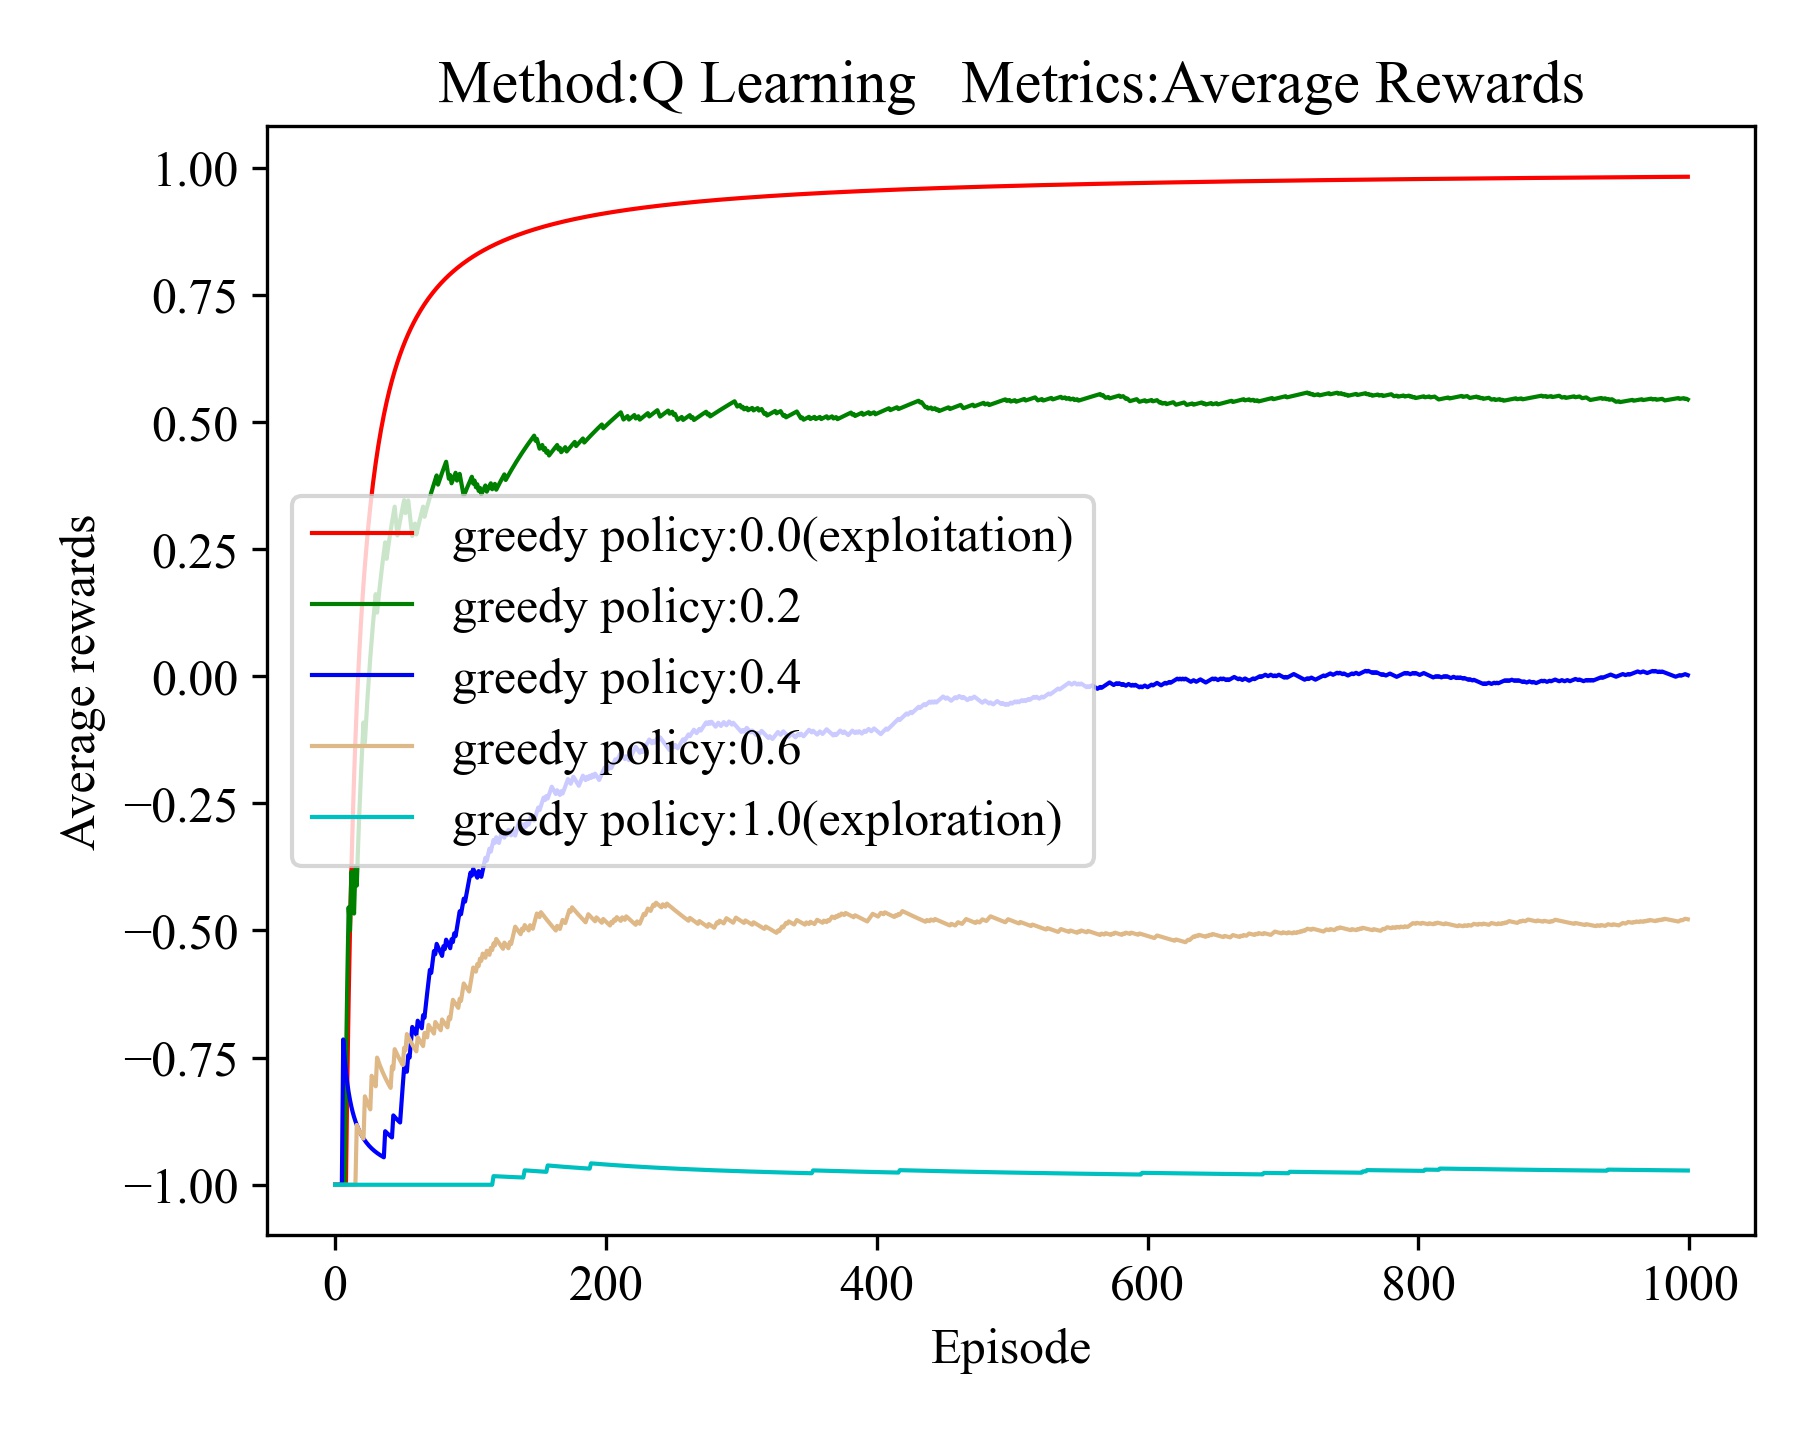 Method:Q Learning   Metrics:Average Rewards
1.00
0.75
0.50
0.25
0.00
−0.25
−0.50
−0.75
−1.00
Average rewards
greedy policy:0.0(exploitation)
greedy policy:0.2
greedy policy:0.4
greedy policy:0.6
greedy policy:1.0(exploration)
0 200 400 600 800 1000
Episode